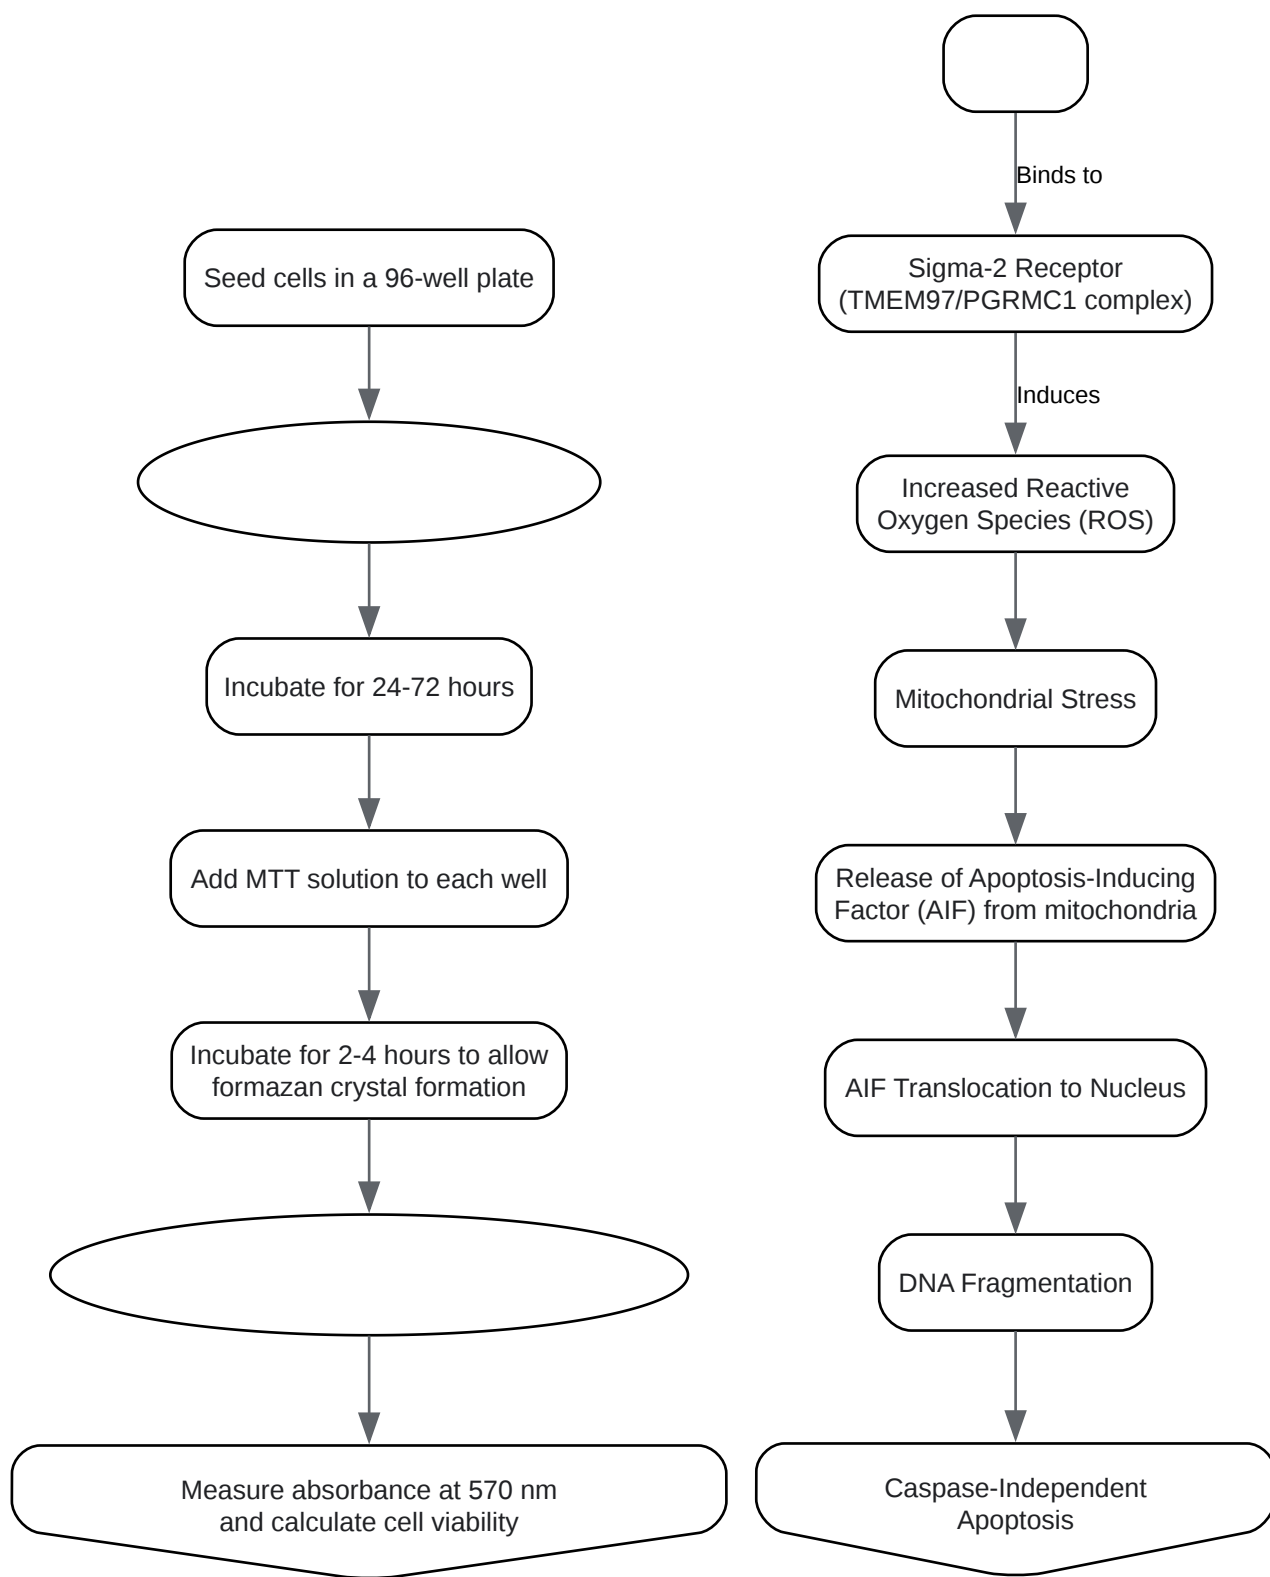 Seed cells in a 96-well plate
Incubate for 24-72 hours
Add MTT solution to each well
Incubate for 2-4 hours to allow
formazan crystal formation
Measure absorbance at 570 nm
and calculate cell viability
Binds to
Sigma-2 Receptor
(TMEM97/PGRMC1 complex)
Induces
Increased Reactive
Oxygen Species (ROS)
Mitochondrial Stress
Release of Apoptosis-Inducing
Factor (AIF) from mitochondria
AIF Translocation to Nucleus
DNA Fragmentation
Caspase-Independent
Apoptosis